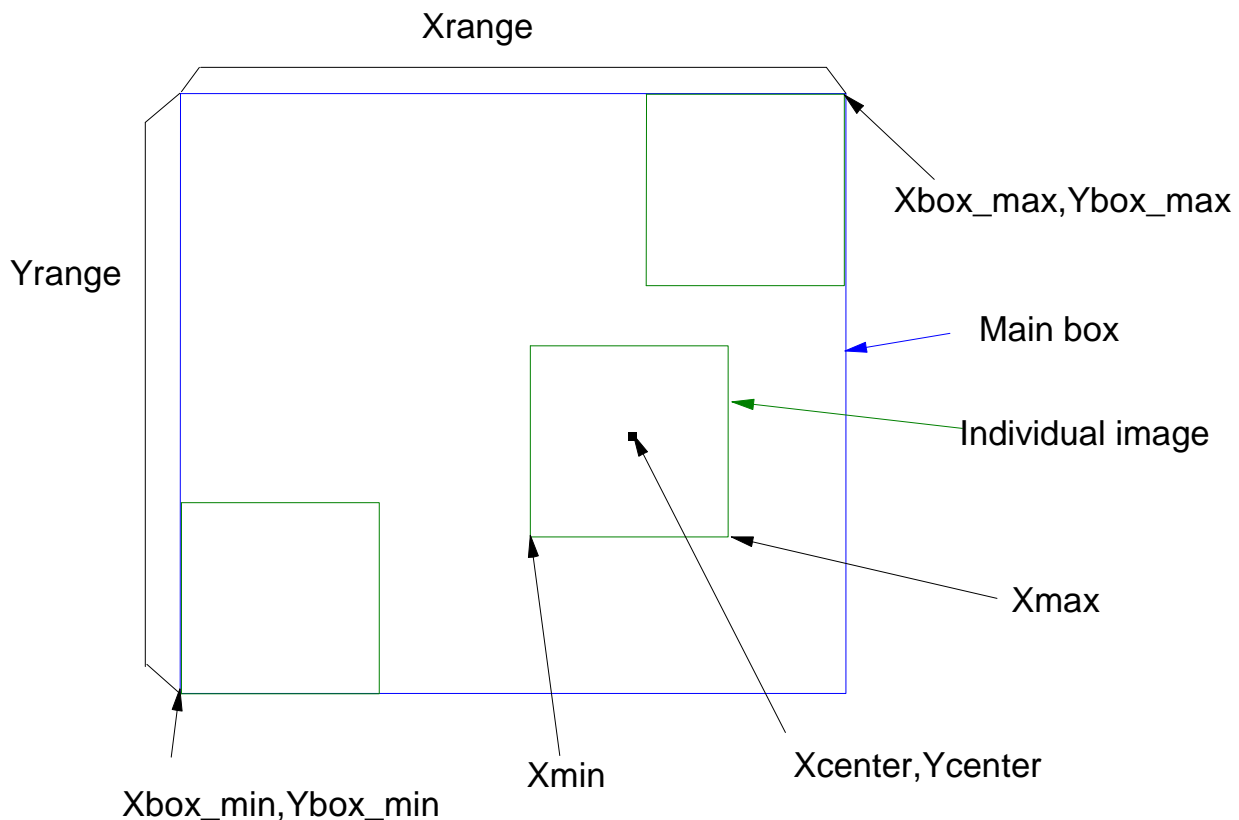 Xrange
Xbox_max,Ybox_max
Yrange
Main box
Individual image
Xmax
Xcenter,Ycenter
Xmin
Xbox_min,Ybox_min